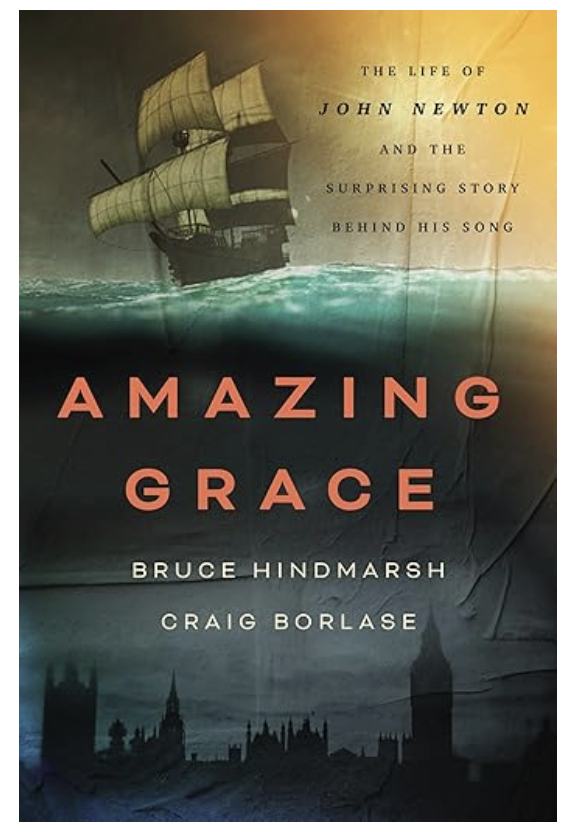 THE LIFE OF
JOHN NEWTON
AND THE
SURPRISING STORY
BEHIND HIS SONG
AMAZING
GRACE
BRUCE HINDMARSH
CRAIG BORLASE